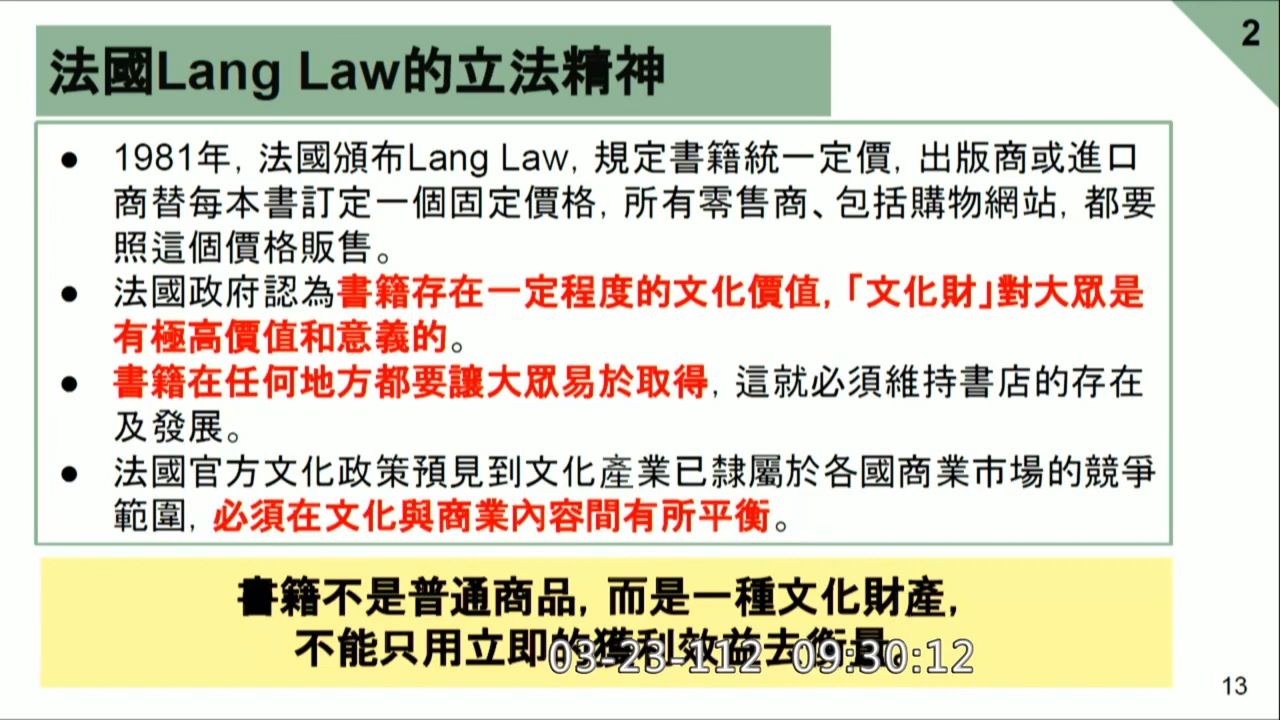 2
法國Lang Law的立法精神
● 1981年，法國頒布Lang Law，規定書籍統一定價，出版商或進口
商替每本書訂定一個固定價格，所有零售商、包括購物網站，都要
照這個價格販售。
● 法國政府認為書籍存在一定程度的文化價值，「文化財」對大眾是
有極高價值和意義的。
● 書籍在任何地方都要讓大眾易於取得，這就必須維持書店的存在
及發展。
● 法國官方文化政策預見到文化產業已隸屬於各國商業市場的競爭
範圍，必須在文化與商業內容間有所平衡。
書籍不是普通商品，而是一種文化財產，
不能只用立即的獲利效益去衡量。
03-23-112 09:30:12
13